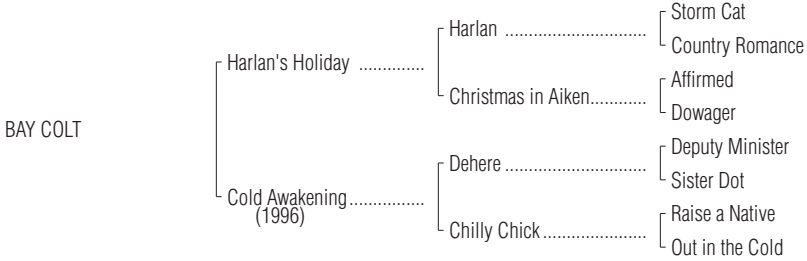 Storm Cat
Harlan ..............................
Country Romance
Harlan's Holiday ..............
Affirmed
Christmas in Aiken............
Dowager
BAY COLT
Deputy Minister
Dehere ..............................
Sister Dot
Cold Awakening................
(1996)
Raise a Native
Chilly Chick......................
Out in the Cold